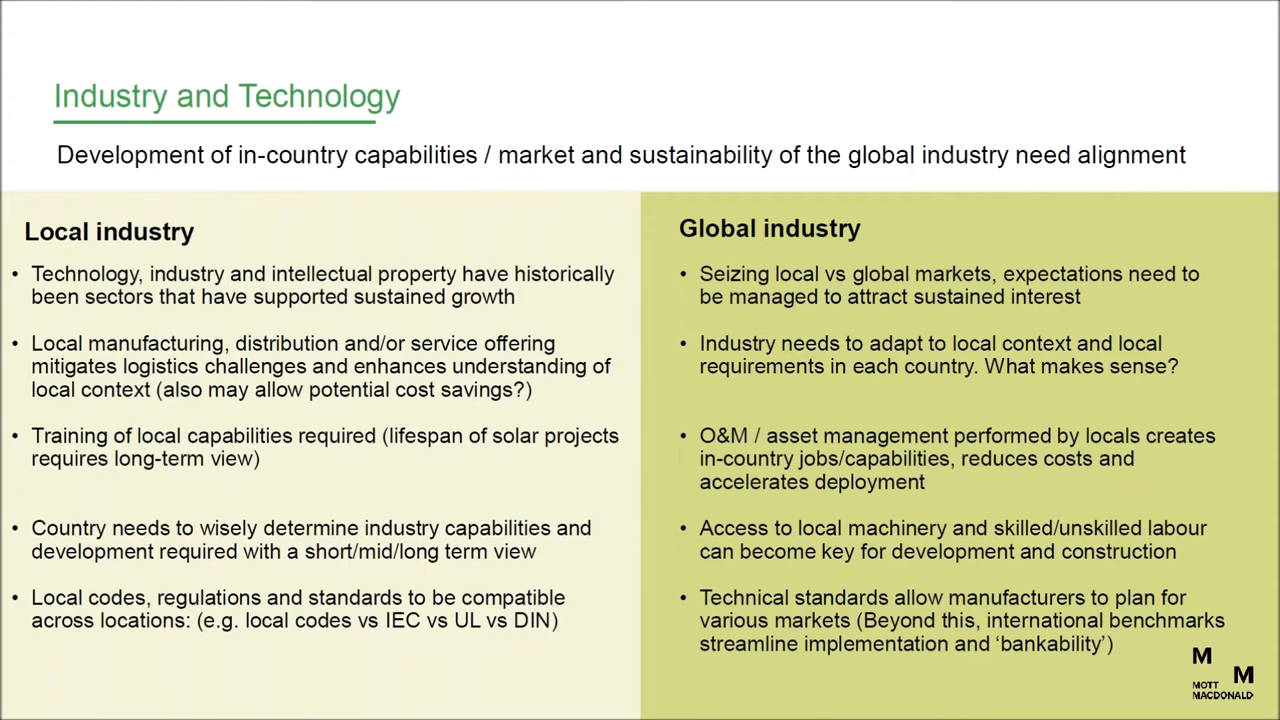 Industry and Technology
Development of in-country capabilities / market and sustainability of the global industry need alignment
Local industry
• Technology, industry and intellectual property have historically
been sectors that have supported sustained growth
• Local manufacturing, distribution and/or service offering
mitigates logistics challenges and enhances understanding of
local context (also may allow potential cost savings?)
• Training of local capabilities required (lifespan of solar projects
requires long-term view)
• Country needs to wisely determine industry capabilities and
development required with a short/mid/long term view
• Local codes, regulations and standards to be compatible
across locations: (e.g. local codes vs IEC vs UL vs DIN)
Global industry
• Seizing local vs global markets, expectations need to
be managed to attract sustained interest
• Industry needs to adapt to local context and local
requirements in each country. What makes sense?
• O&M / asset management performed by locals creates
in-country jobs/capabilities, reduces costs and
accelerates deployment
• Access to local machinery and skilled/unskilled labour
can become key for development and construction
• Technical standards allow manufacturers to plan for
various markets (Beyond this, international benchmarks
streamline implementation and ‘bankability’)
M
M
MOTT
MACDONALD